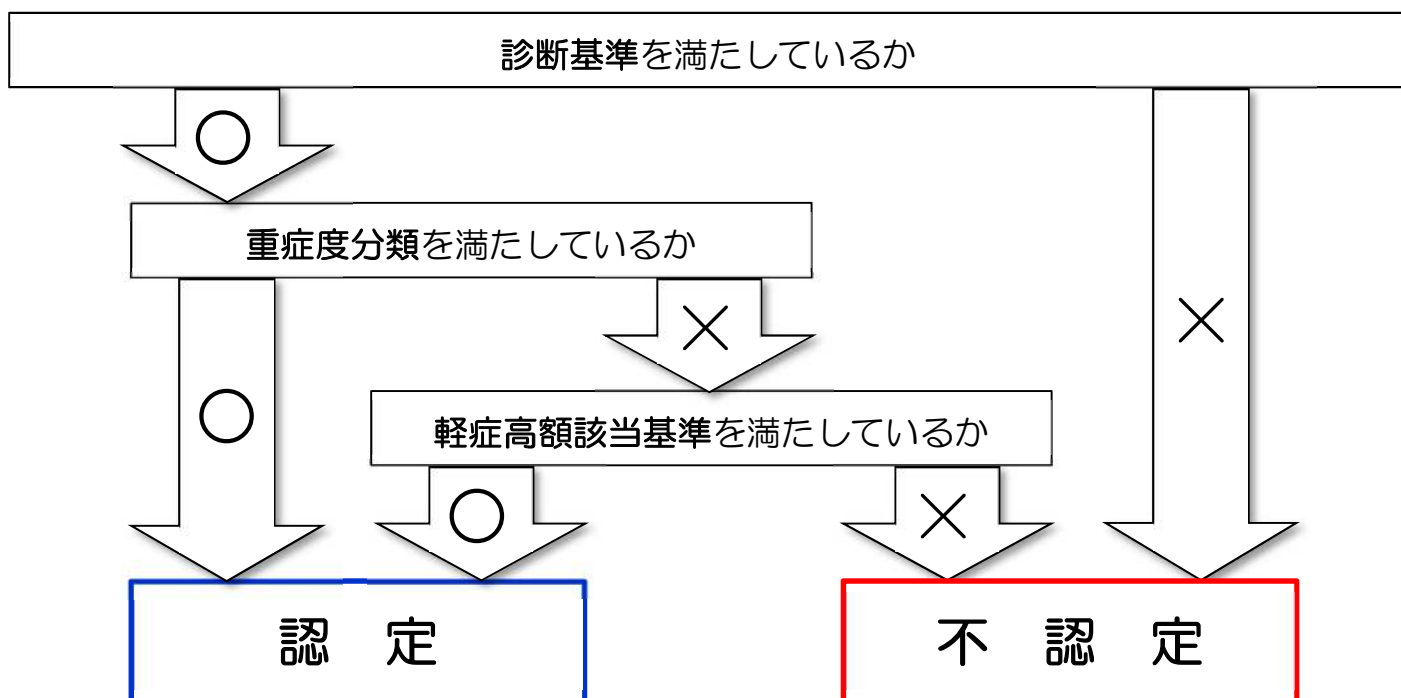 診断基準を満たしているか
○
重症度分類を満たしているか
×
×
○
軽症高額該当基準を満たしているか
○
×
認 定
不 認 定